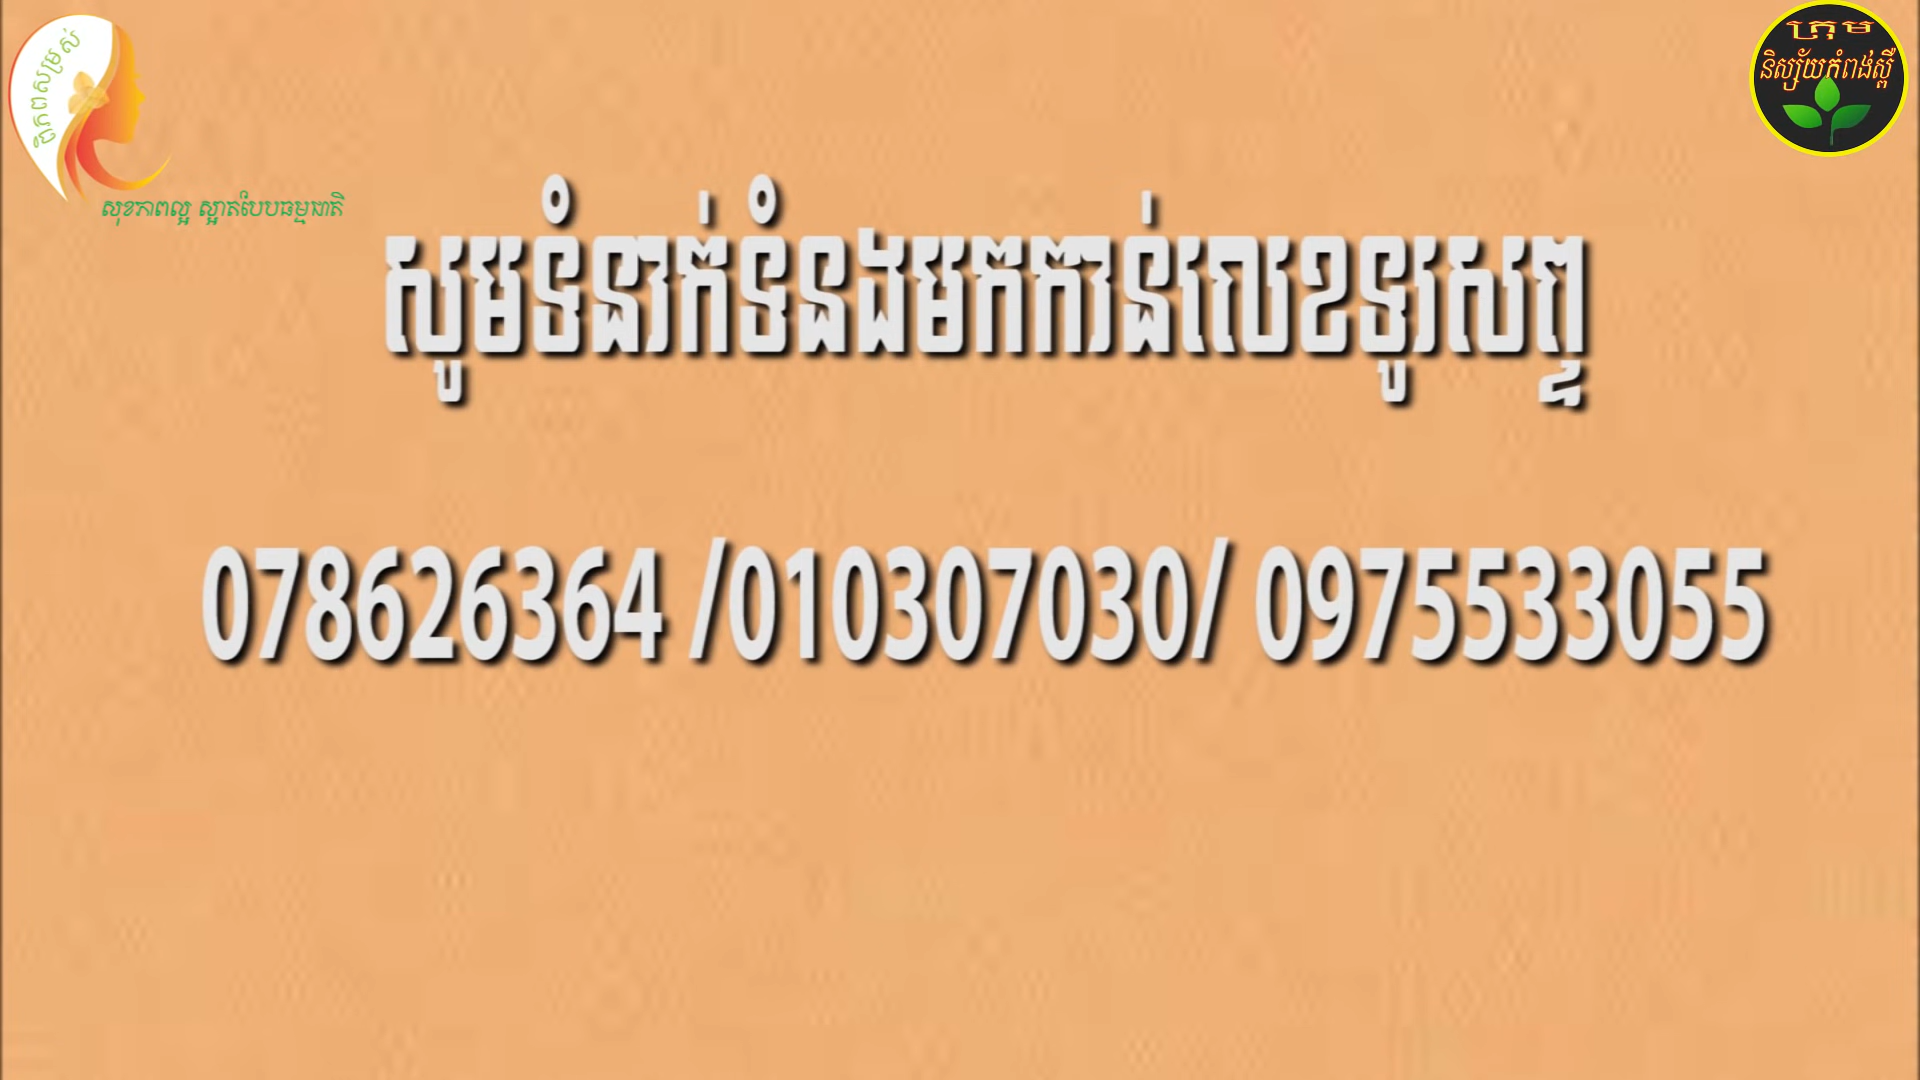 ក្រុម
និស្ស័យកំពង់ស្ពឺ
សុខភាពល្អ ស្អាតបែបធម្មជាតិ
សូមទំនាក់ទំនងមកកាន់លេខទូរសព្ទ
078626364 /010307030/ 0975533055